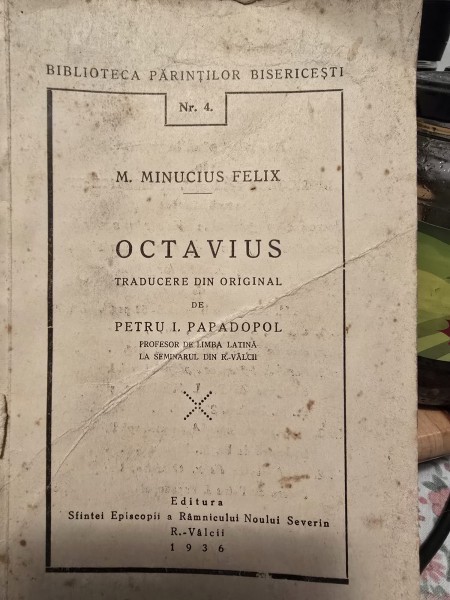 BIBLIOTECA PĂRINȚILOR BISERICEȘTI
Nr. 4.
M. MINUCIUS FELIX
OCTAVIUS
TRADUCERE DIN ORIGINAL
DE
PETRU I. PAPADOPOL
PROFESOR DE LIMBA LATINĂ
LA SEMINARUL DIN R.-VÂLCII
Editura
Sfintei Episcopii a Râmnicului Noului Severin
R.-Vâlcii
1936